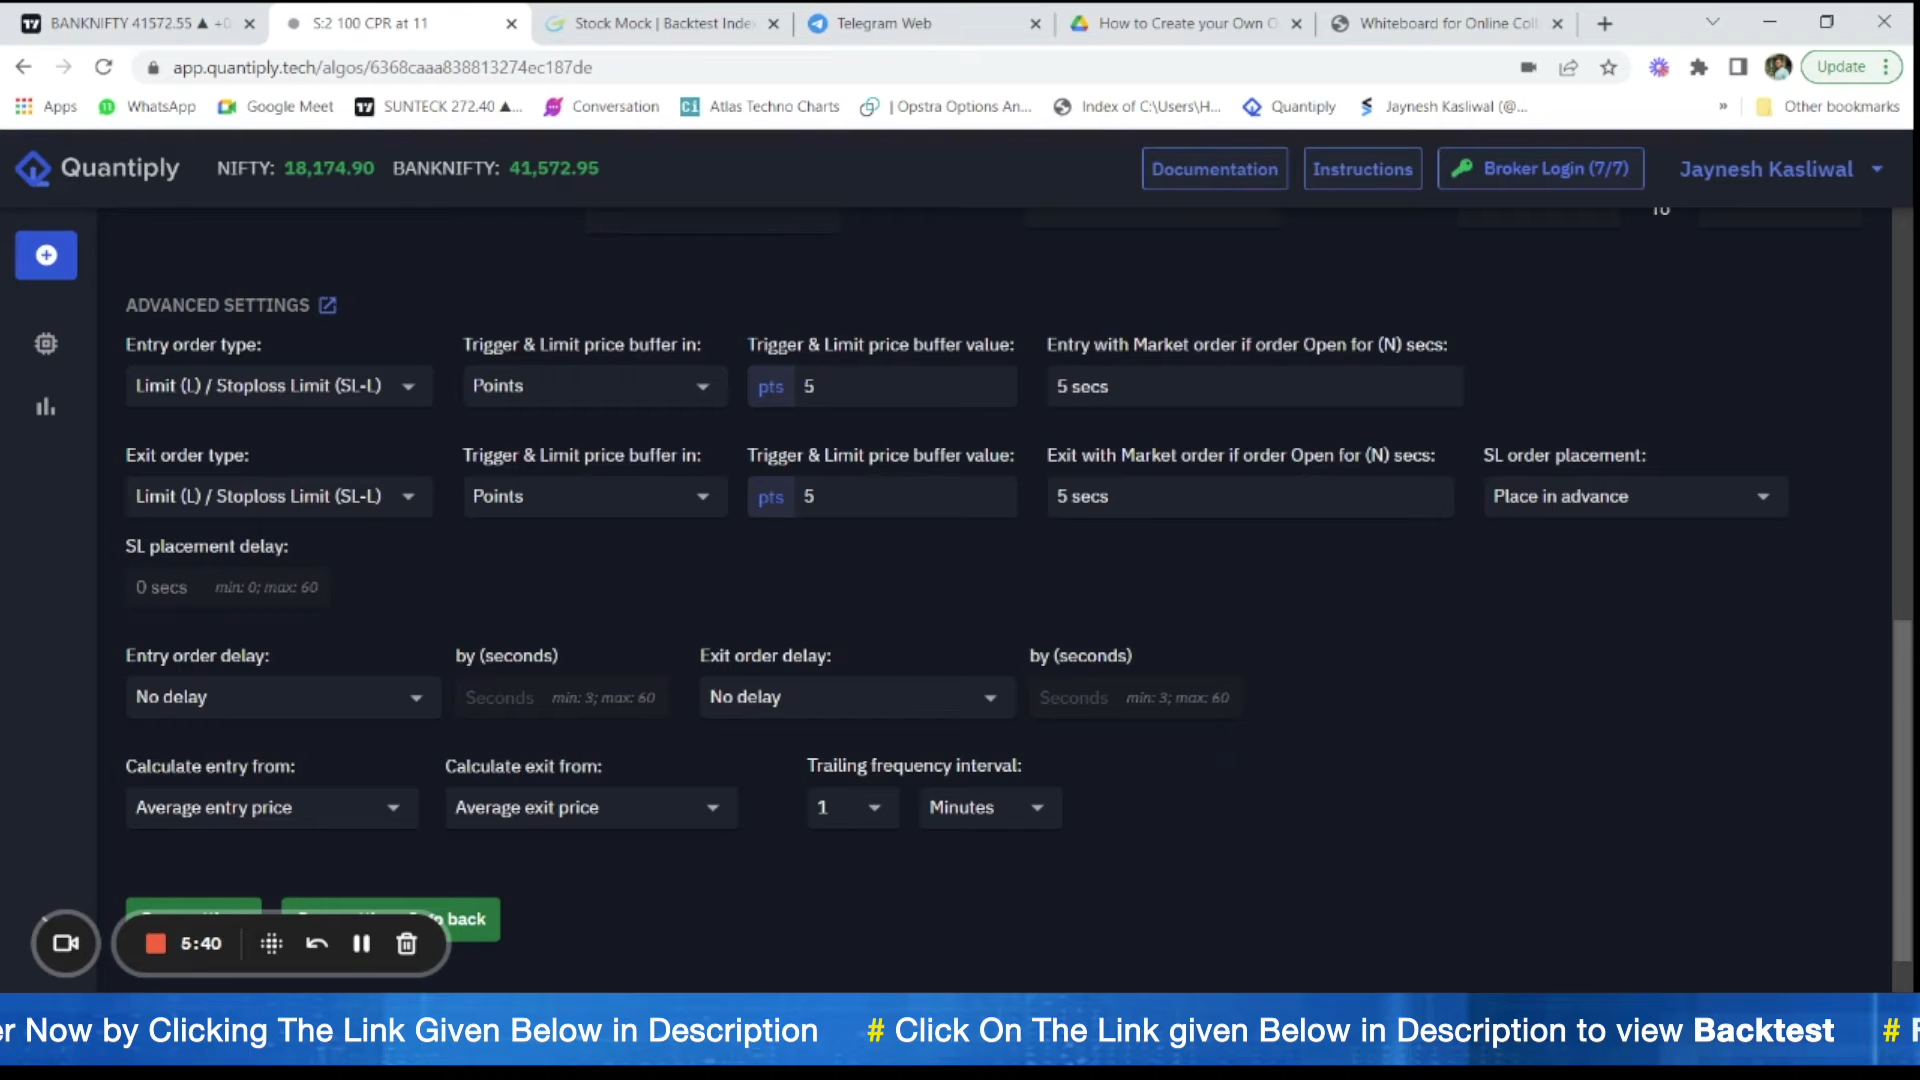 BANKNIFTY 41572.55 ▲ +0
S:2 100 CPR at 11
Stock Mock | Backtest Inde
Telegram Web
How to Create your Own O
Whiteboard for Online Coll
app.quantiply.tech/algos/6368caaa838813274ec187de
Update
Apps
WhatsApp
Google Meet
SUNTECK 272.40 ▲...
Conversation
Atlas Techno Charts
| Opstra Options An...
Index of C:\Users\H...
Quantiply
Jaynesh Kasliwal (@...
»
Other bookmarks
Quantiply
NIFTY: 18,174.90
BANKNIFTY: 41,572.95
Documentation
Instructions
Broker Login (7/7)
Jaynesh Kasliwal
To
ADVANCED SETTINGS
Entry order type:
Trigger & Limit price buffer in:
Trigger & Limit price buffer value:
Entry with Market order if order Open for (N) secs:
Limit (L) / Stoploss Limit (SL-L)
Points
pts 5
5 secs
Exit order type:
Trigger & Limit price buffer in:
Trigger & Limit price buffer value:
Exit with Market order if order Open for (N) secs:
SL order placement:
Limit (L) / Stoploss Limit (SL-L)
Points
pts 5
5 secs
Place in advance
SL placement delay:
0 secs min: 0; max: 60
Entry order delay:
by (seconds)
Exit order delay:
by (seconds)
No delay
Seconds min: 3; max: 60
No delay
Seconds min: 3; max: 60
Calculate entry from:
Calculate exit from:
Trailing frequency interval:
Average entry price
Average exit price
1
Minutes
back
5:40
er Now by Clicking The Link Given Below in Description # Click On The Link given Below in Description to view Backtest # F